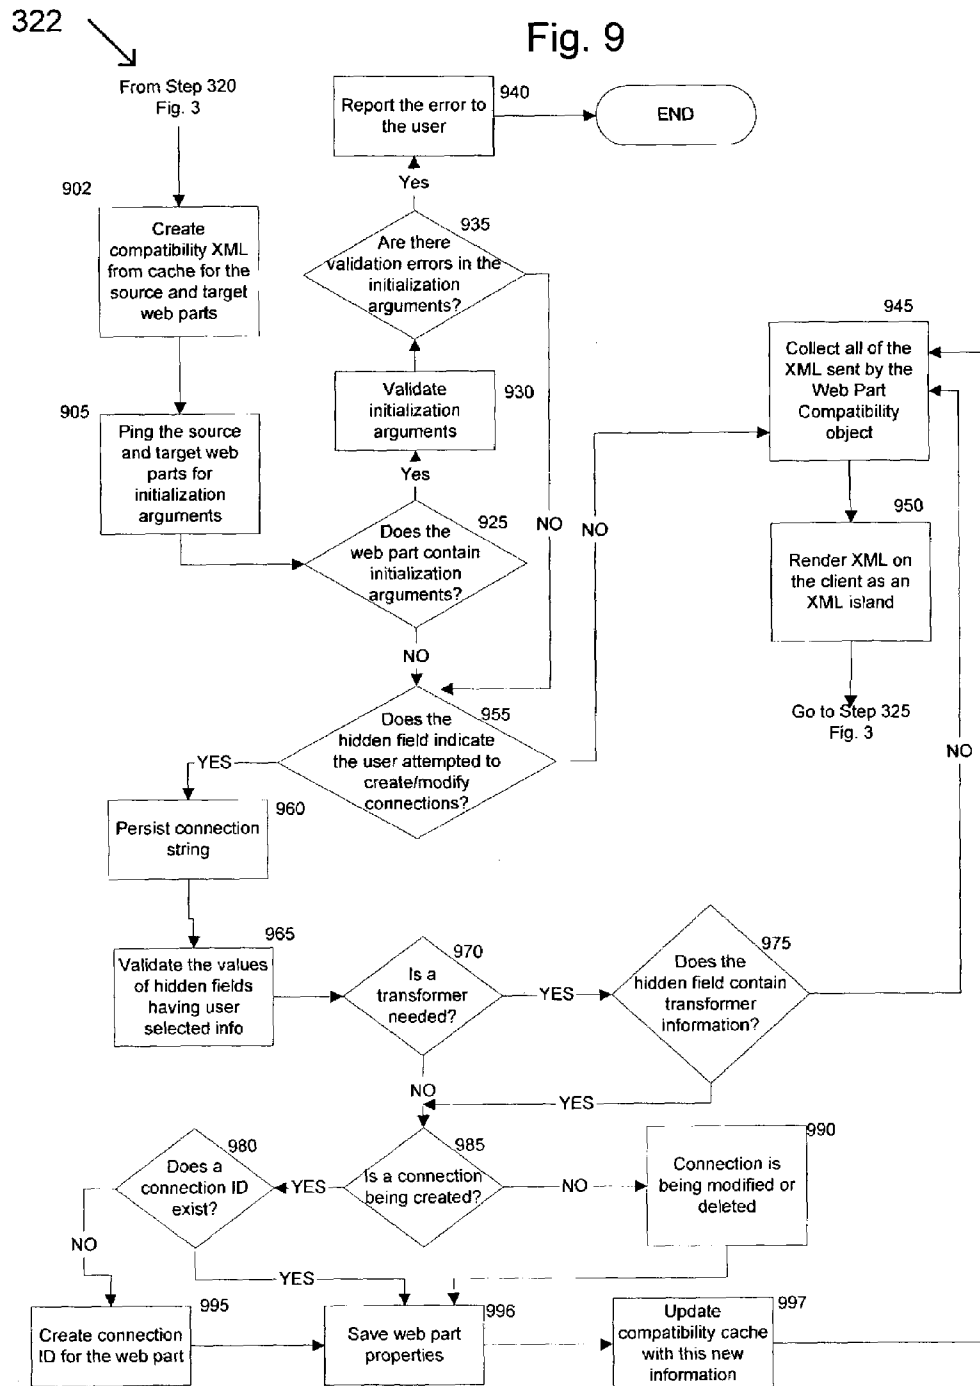 322
Fig. 9
From Step 320
Fig. 3
902
Create
compatibility XML
from cache for the
source and target
web parts
905
Ping the source
and target web
parts for
initialization
arguments
940
Report the error to
the user
END
Yes
935
Are there
validation errors in the
initialization
arguments?
930
Validate
initialization
arguments
Yes
925
Does the
web part contain
initialization
arguments?
NO
NO
NO
945
Collect all of the
XML sent by the
Web Part
Compatibility
object
950
Render XML on
the client as an
XML island
Go to Step 325
Fig. 3
NO
955
Does the
hidden field indicate
the user attempted to
create/modify
connections?
YES
960
Persist connection
string
965
Validate the values
of hidden fields
having user
selected info
970
Is a
transformer
needed?
YES
975
Does the
hidden field contain
transformer
information?
NO
YES
980
Does a
connection ID
exist?
YES
985
Is a connection
being created?
NO
990
Connection is
being modified or
deleted
NO
YES
995
Create connection
ID for the web part
996
Save web part
properties
997
Update
compatibility cache
with this new
information